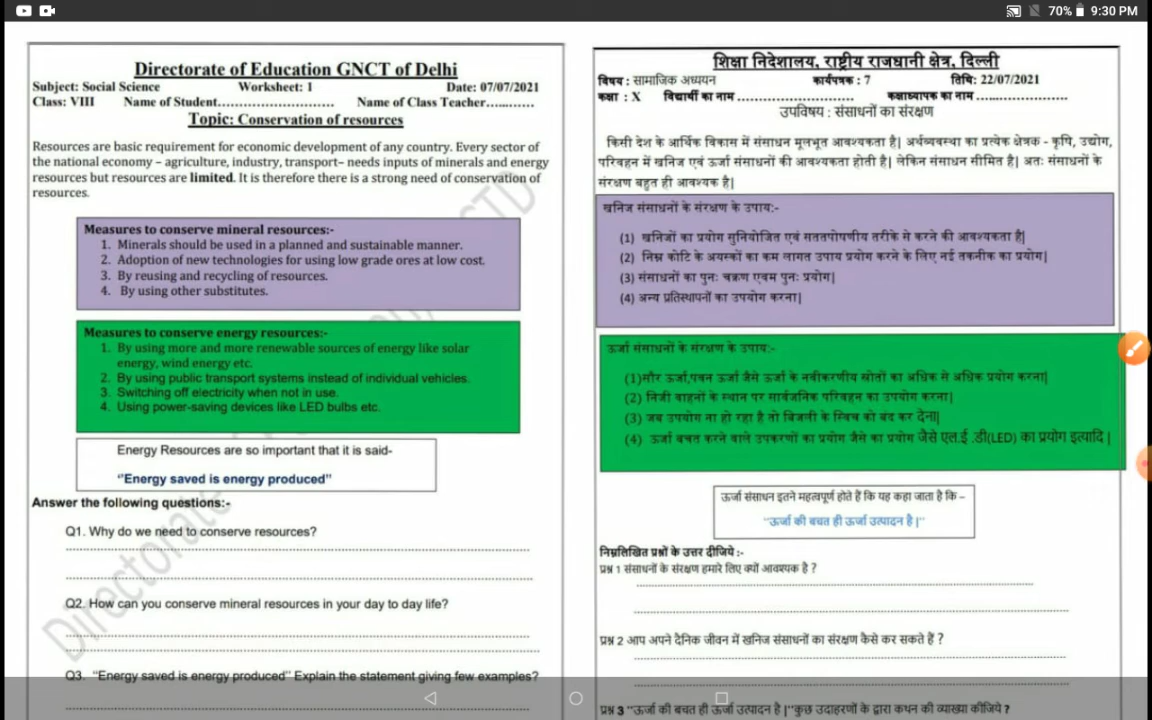 70% 9:30 PM
Directorate of Education GNCT of Delhi
Subject: Social Science Worksheet: 1 Date: 07/07/2021
Class: VIII Name of Student.............................. Name of Class Teacher............
Topic: Conservation of resources
Resources are basic requirement for economic development of any country. Every sector of
the national economy – agriculture, industry, transport– needs inputs of minerals and energy
resources but resources are limited. It is therefore there is a strong need of conservation of
resources.
Measures to conserve mineral resources:-
1. Minerals should be used in a planned and sustainable manner.
2. Adoption of new technologies for using low grade ores at low cost.
3. By reusing and recycling of resources.
4. By using other substitutes.
Measures to conserve energy resources:-
1. By using more and more renewable sources of energy like solar
energy, wind energy etc.
2. By using public transport systems instead of individual vehicles.
3. Switching off electricity when not in use.
4. Using power-saving devices like LED bulbs etc.
Energy Resources are so important that it is said-
"Energy saved is energy produced"
Answer the following questions:-
Q1. Why do we need to conserve resources?
Q2. How can you conserve mineral resources in your day to day life?
Q3. "Energy saved is energy produced" Explain the statement giving few examples?
Directorate
शिक्षा निदेशालय, राष्ट्रीय राजधानी क्षेत्र, दिल्ली
विषय : सामाजिक अध्ययन कार्यपत्रक : 7 तिथि: 22/07/2021
कक्षा : X विद्यार्थी का नाम .............................. कक्षाध्यापक का नाम ........................
उपविषय : संसाधनों का संरक्षण
किसी देश के आर्थिक विकास में संसाधन मूलभूत आवश्यकता है| अर्थव्यवस्था का प्रत्येक क्षेत्रक - कृषि, उद्योग,
परिवहन में खनिज एवं ऊर्जा संसाधनों की आवश्यकता होती है| लेकिन संसाधन सीमित है| अतः संसाधनों के
संरक्षण बहुत ही आवश्यक है|
खनिज संसाधनों के संरक्षण के उपाय:-
(1) खनिजों का प्रयोग सुनियोजित एवं सततपोषणीय तरीके से करने की आवश्यकता है|
(2) निम्न कोटि के अयस्कों का कम लागत उपाय प्रयोग करने के लिए नई तकनीक का प्रयोग|
(3) संसाधनों का पुनः चक्रण एवम पुनः प्रयोग|
(4) अन्य प्रतिस्थापनों का उपयोग करना|
ऊर्जा संसाधनों के संरक्षण के उपाय:-
(1)सौर ऊर्जा,पवन ऊर्जा जैसे ऊर्जा के नवीकरणीय स्रोतों का अधिक से अधिक प्रयोग करना|
(2) निजी वाहनों के स्थान पर सार्वजनिक परिवहन का उपयोग करना|
(3) जब उपयोग ना हो रहा है तो बिजली के स्विच को बंद कर देना|
(4) ऊर्जा बचत करने वाले उपकरणों का प्रयोग जैसे का प्रयोग जैसे एल.ई .डी(LED) का प्रयोग इत्यादि |
ऊर्जा संसाधन इतने महत्वपूर्ण होते हैं कि यह कहा जाता है कि –
"ऊर्जा की बचत ही ऊर्जा उत्पादन है |"
निम्नलिखित प्रश्नों के उत्तर दीजिये :-
प्रश्न 1 संसाधनों के संरक्षण हमारे लिए क्यों आवश्यक है ?
प्रश्न 2 आप अपने दैनिक जीवन में खनिज संसाधनों का संरक्षण कैसे कर सकते हैं ?
प्रश्न 3 "ऊर्जा की बचत ही ऊर्जा उत्पादन है |"कुछ उदाहरणों के द्वारा कथन की व्याख्या कीजिये ?